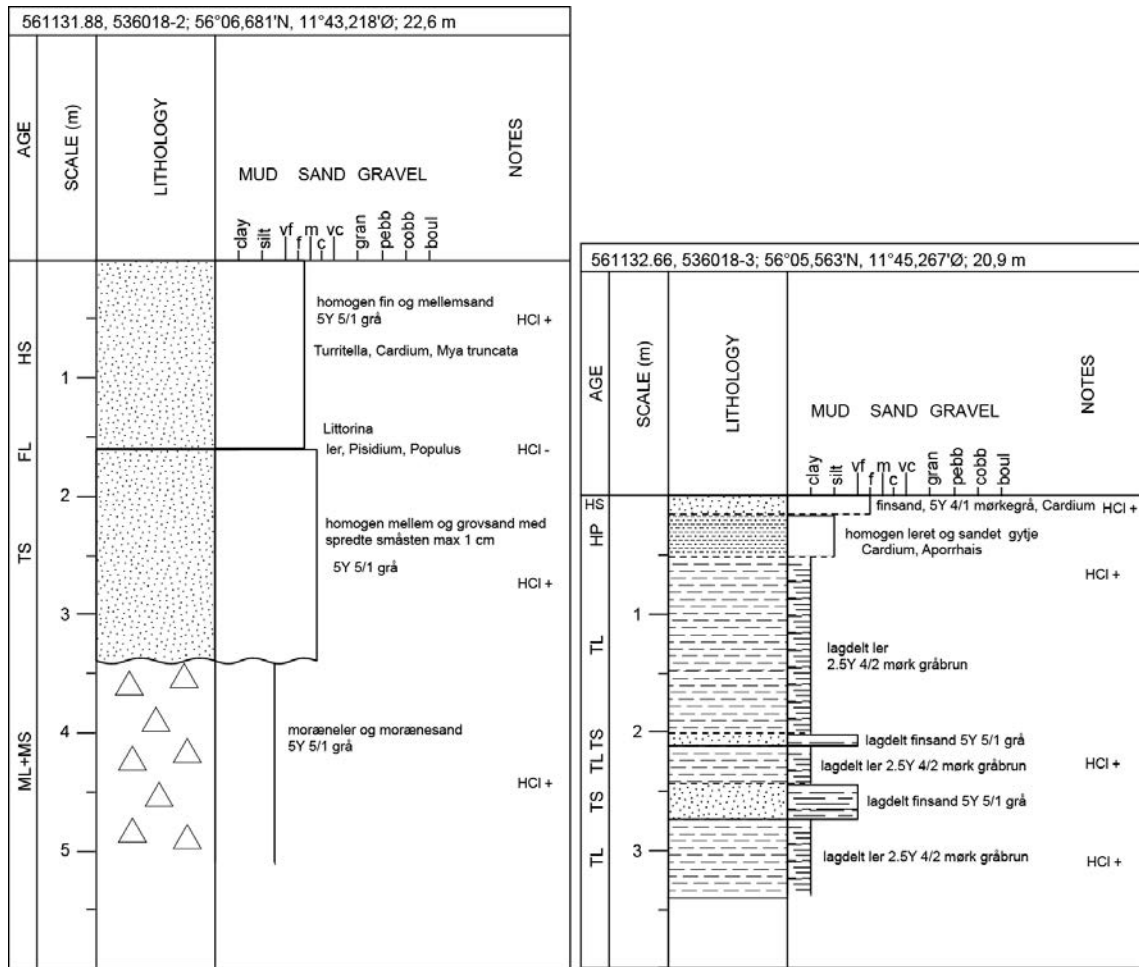 561131.88, 536018-2; 56°06,681'N, 11°43,218'Ø; 22,6 m
AGE
SCALE (m)
LITHOLOGY
MUD SAND GRAVEL
NOTES
clay
silt
vf
f
m
c
vc
gran
pebb
cobb
boul
HS
homogen fin og mellemsand
5Y 5/1 grå
HCl +
Turritella, Cardium, Mya truncata
1
Littorina
FL
ler, Pisidium, Populus
HCl -
2
TS
homogen mellem og grovsand med
spredte småsten max 1 cm
5Y 5/1 grå
HCl +
3
ML+MS
4
moræneler og morænesand
5Y 5/1 grå
HCl +
5
561132.66, 536018-3; 56°05,563'N, 11°45,267'Ø; 20,9 m
AGE
SCALE (m)
LITHOLOGY
MUD SAND GRAVEL
NOTES
clay
silt
vf
f
m
c
vc
gran
pebb
cobb
boul
HS
finsand, 5Y 4/1 mørkegrå, Cardium
HCl +
HP
homogen leret og sandet gytje
Cardium, Aporrhais
HCl +
1
TL
lagdelt ler
2.5Y 4/2 mørk gråbrun
2
TS
lagdelt finsand 5Y 5/1 grå
TL
lagdelt ler 2.5Y 4/2 mørk gråbrun
HCl +
TS
lagdelt finsand 5Y 5/1 grå
3
TL
lagdelt ler 2.5Y 4/2 mørk gråbrun
HCl +